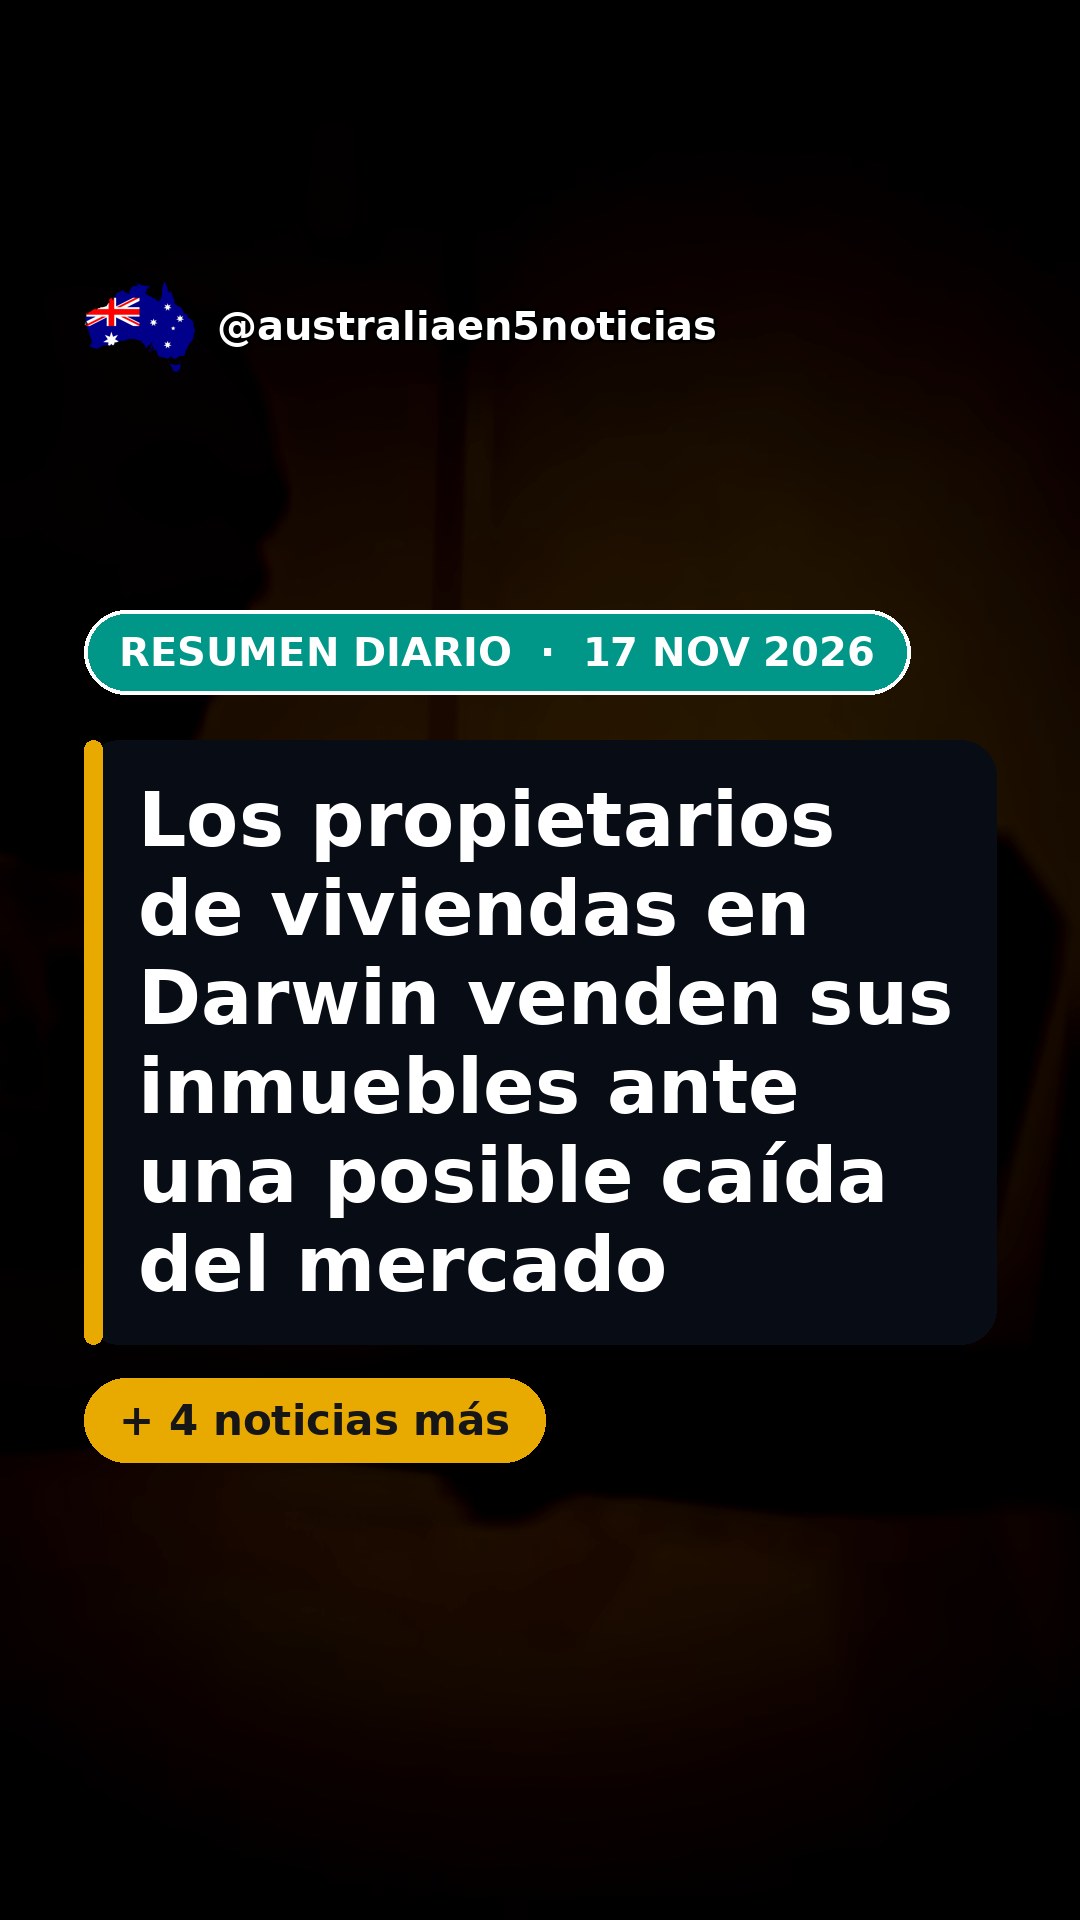 @australiaen5noticias
RESUMEN DIARIO · 17 NOV 2026
Los propietarios
de viviendas en
Darwin venden sus
inmuebles ante
una posible caída
del mercado
+ 4 noticias más